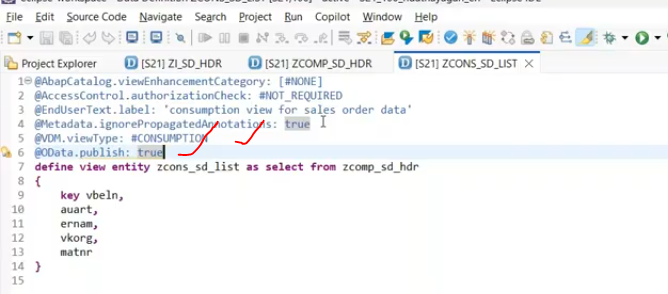 File Edit Source Code Navigate Search Project Run Copilot Window Help
Project Explorer [S21] ZI_SD_HDR [S21] ZCOMP_SD_HDR [S21] ZCONS_SD_LIST
1 @AbapCatalog.viewEnhancementCategory: [#NONE]
2 @AccessControl.authorizationCheck: #NOT_REQUIRED
3 @EndUserText.label: 'consumption view for sales order data'
4 @Metadata.ignorePropagatedAnnotations: true
5 @VDM.viewType: #CONSUMPTION
6 @OData.publish: true
7 define view entity zcons_sd_list as select from zcomp_sd_hdr
8 {
9 key vbeln,
10 auart,
11 ernam,
12 vkorg,
13 matnr
14 }
15